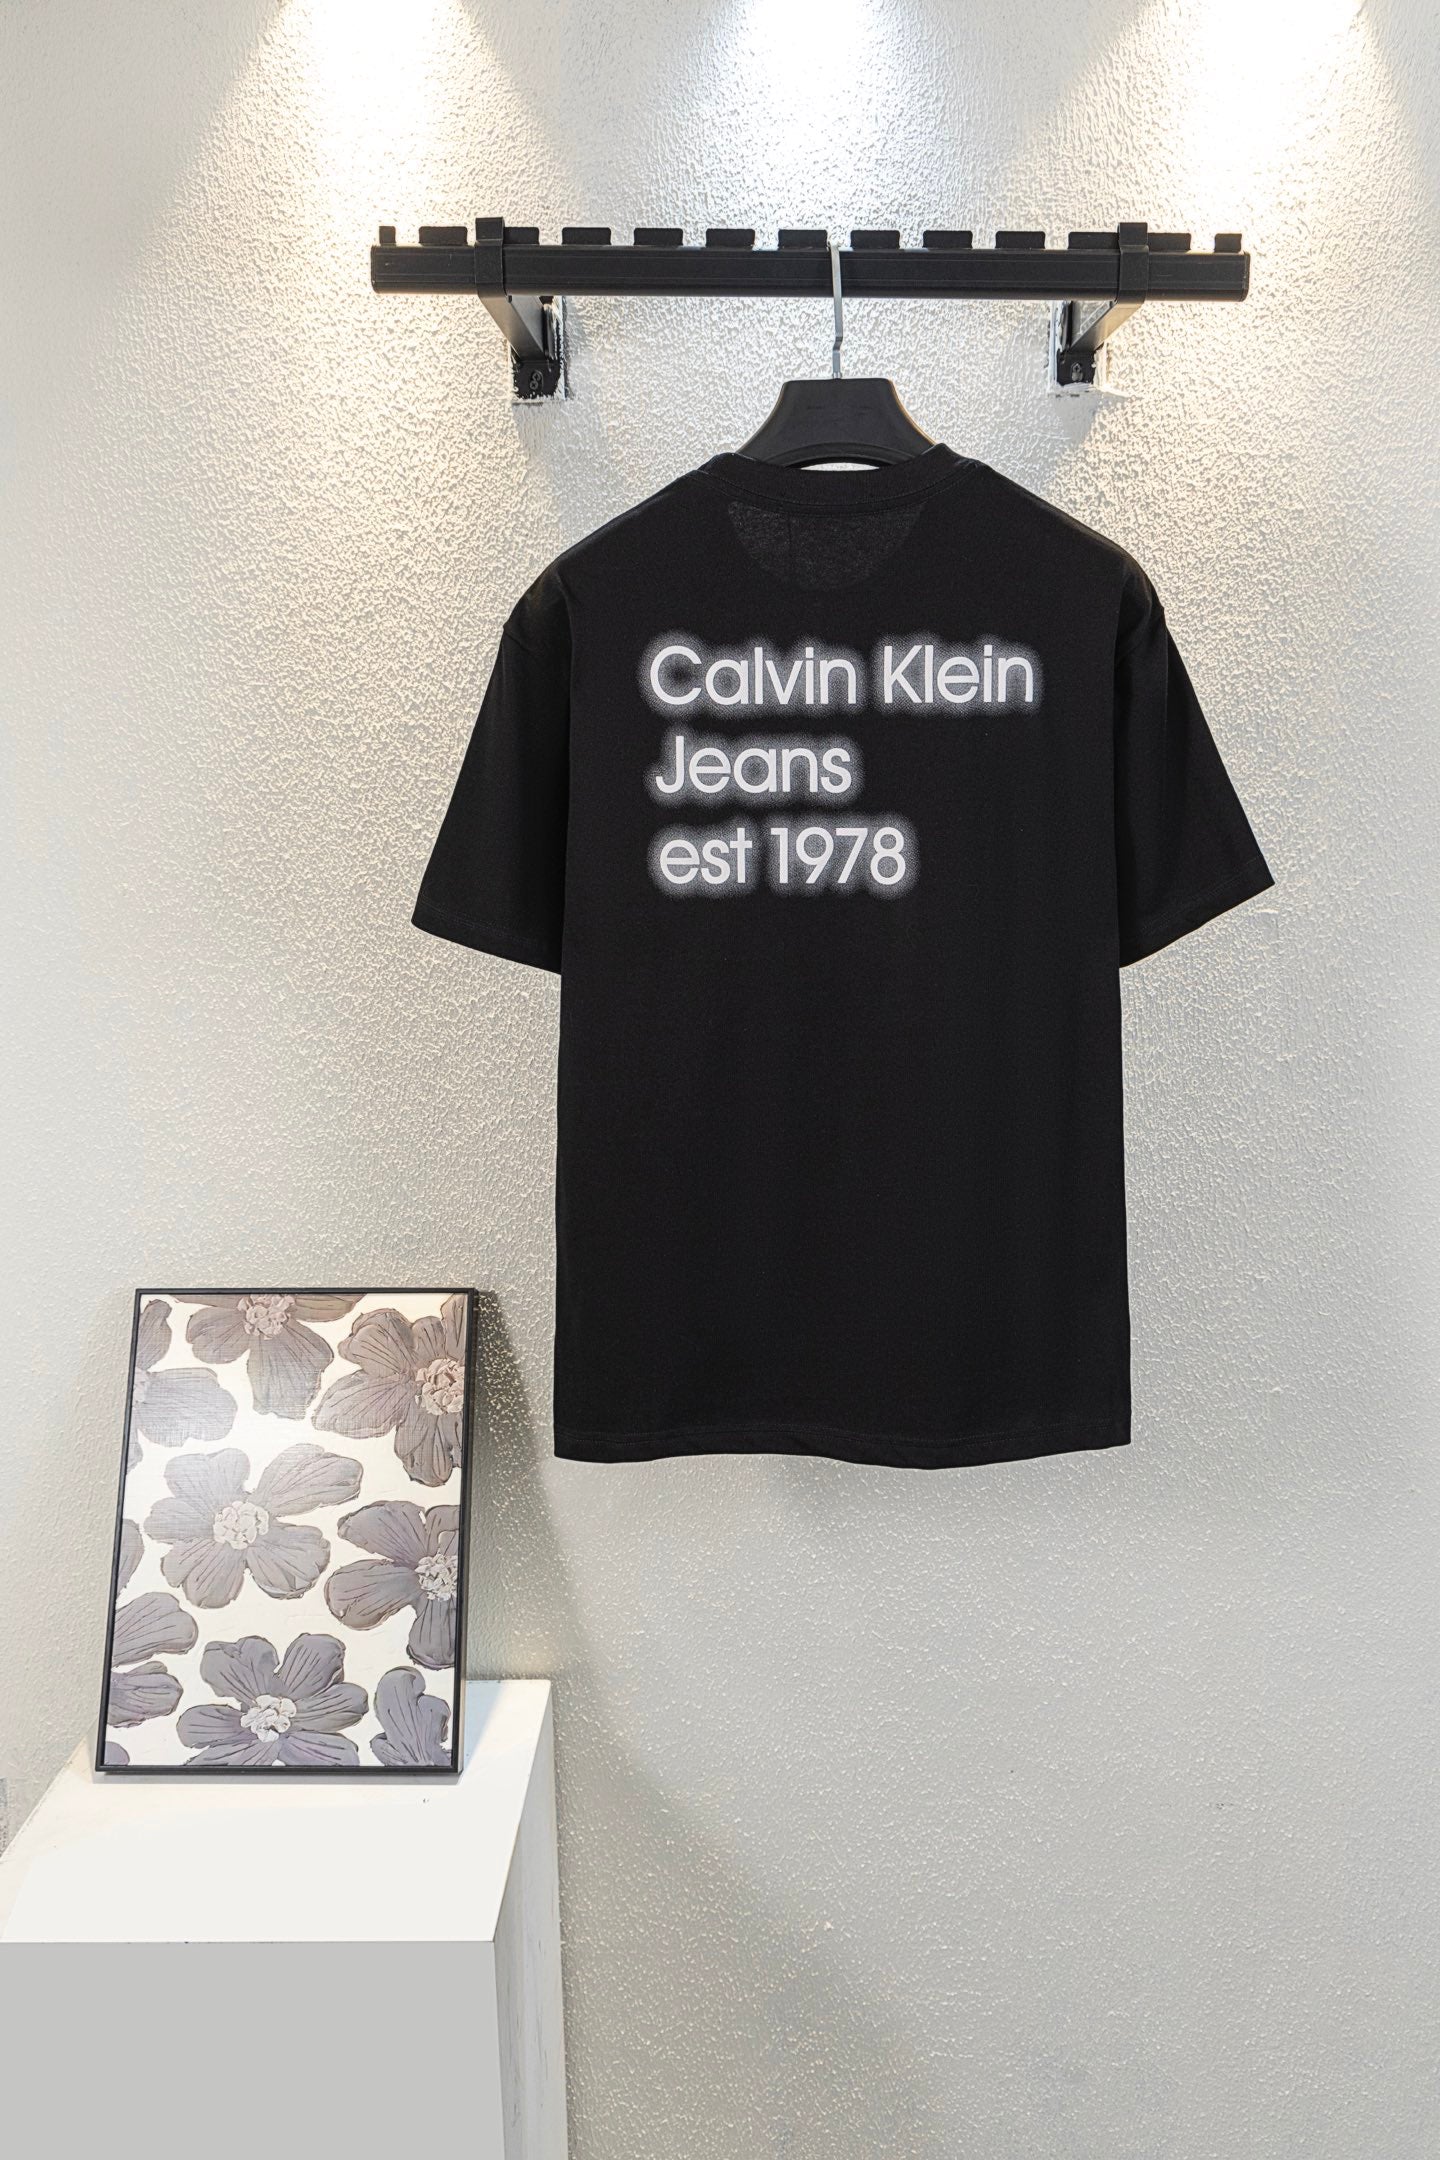 Calvin Klein
Jeans
est 1978